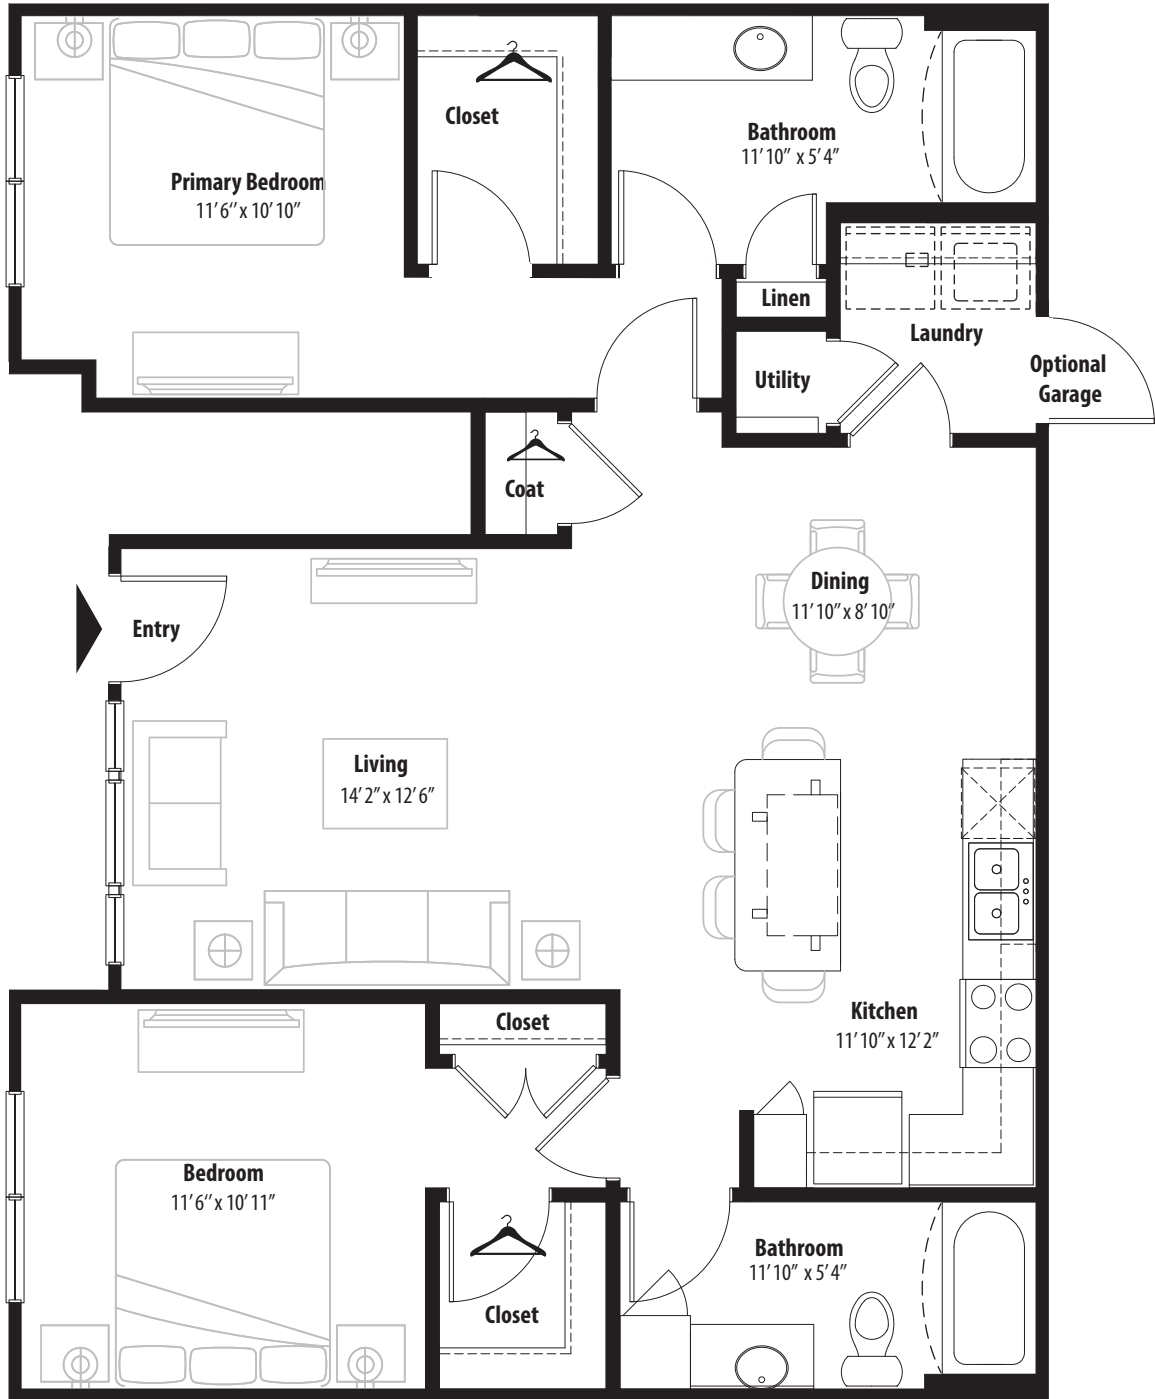 Closet
Bathroom
11'10" x 5'4"
Primary Bedroom
11'6" x 10'10"
Linen
Laundry
Utility
Optional
Garage
Coat
Dining
11'10" x 8'10"
Entry
Living
14'2" x 12'6"
Kitchen
11'10" x 12'2"
Closet
Bedroom
11'6" x 10'11"
Bathroom
11'10" x 5'4"
Closet